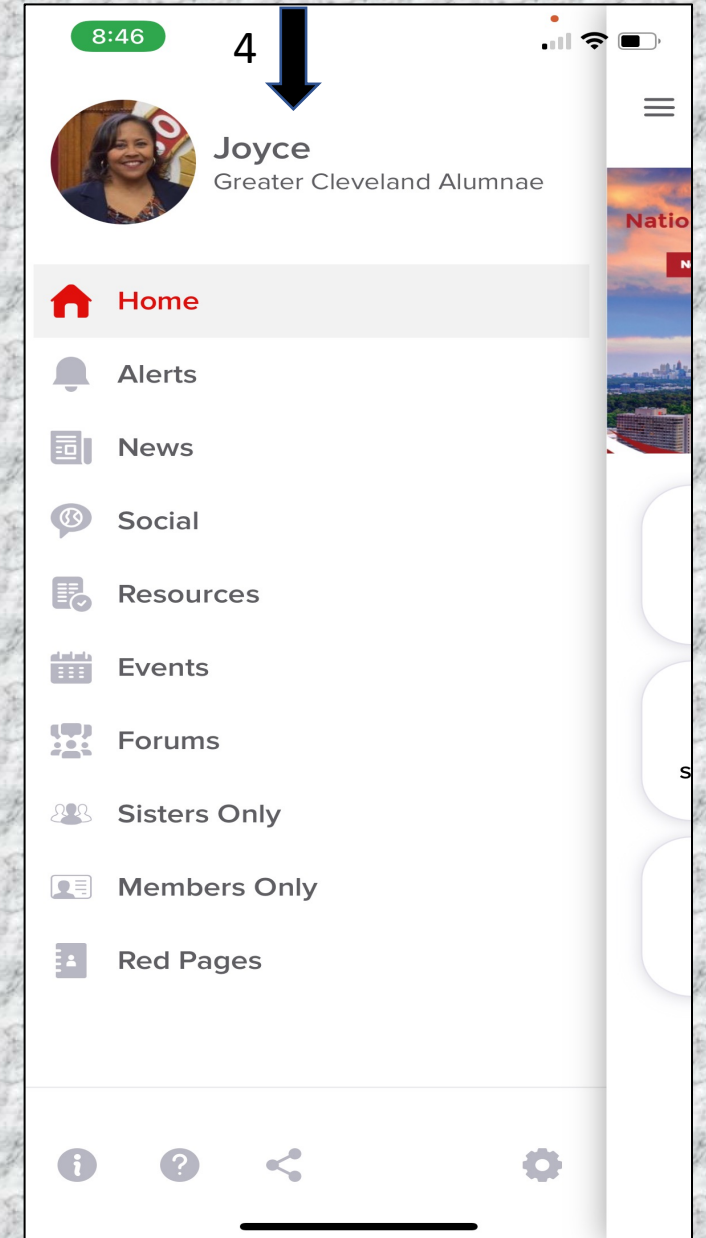 8:46
4
Joyce
Greater Cleveland Alumnae
Natio
Home
Alerts
News
Social
Resources
Events
Forums
S
Sisters Only
Members Only
Red Pages